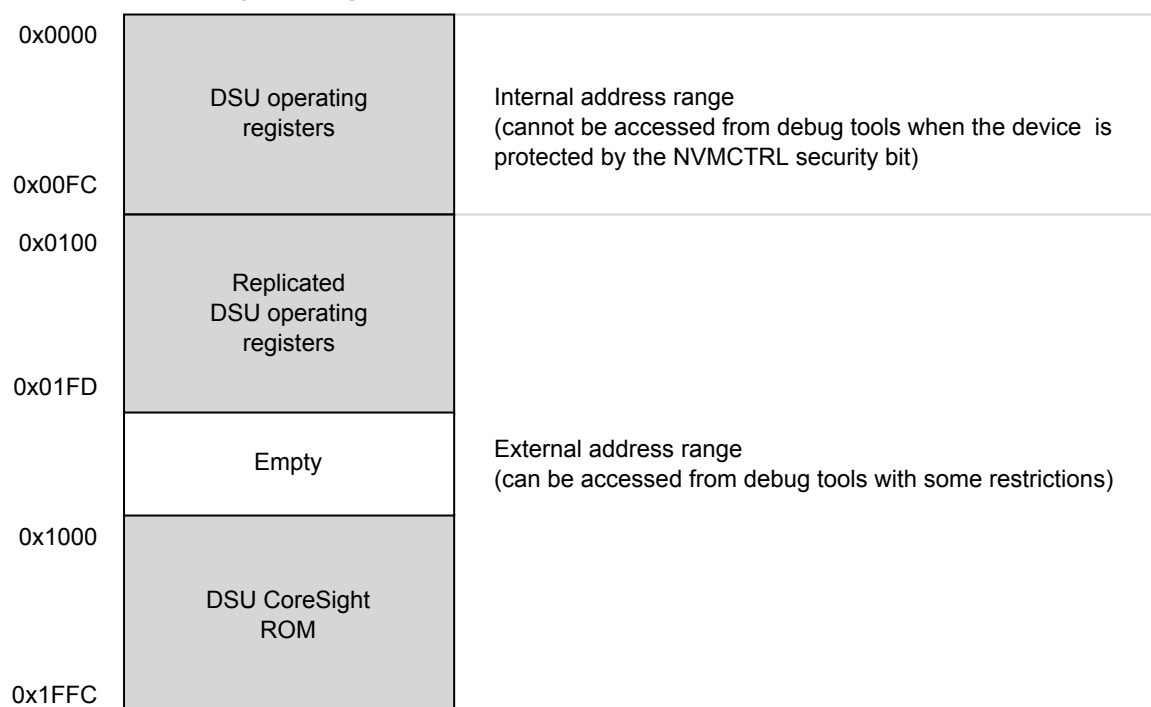 0x0000
DSU operating
registers
Internal address range
(cannot be accessed from debug tools when the device is
protected by the NVMCTRL security bit)
0x00FC
0x0100
Replicated
DSU operating
registers
0x01FD
Empty
External address range
(can be accessed from debug tools with some restrictions)
0x1000
DSU CoreSight
ROM
0x1FFC